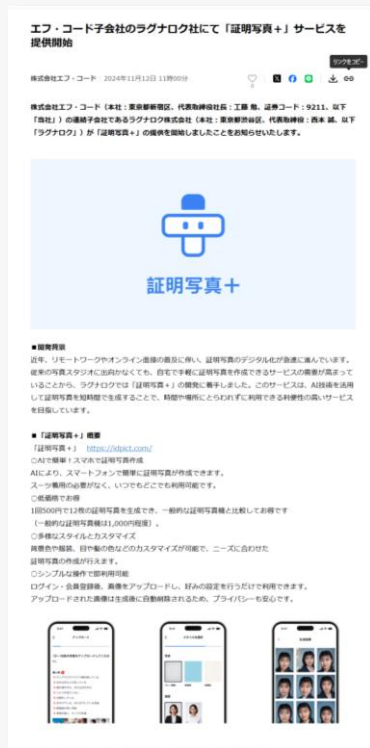 エフ・コード子会社のラグナロク社にて「証明写真+」サービスを
提供開始
リンクをコピー
株式会社エフ・コード 2024年11月12日 11時00分
0
株式会社エフ・コード（本社：東京都新宿区、代表取締役社長：工藤 勉、証券コード：9211、以下
「当社」）の連結子会社であるラグナロク株式会社（本社：東京都渋谷区、代表取締役：西本 誠、以下
「ラグナロク」）が「証明写真+」の提供を開始しましたことをお知らせいたします。
証明写真+
■開発背景
近年、リモートワークやオンライン面接の普及に伴い、証明写真のデジタル化が急速に進んでいます。
従来の写真スタジオに出向かなくても、自宅で手軽に証明写真を作成できるサービスの需要が高まって
いることから、ラグナロクでは「証明写真+」の開発に着手しました。このサービスは、AI技術を活用
して証明写真を短時間で生成することで、時間や場所にとらわれずに利用できる利便性の高いサービス
を目指しています。
■「証明写真+」概要
「証明写真+」 https://idpict.com/
○AIで簡単！スマホで証明写真作成
AIにより、スマートフォンで簡単に証明写真が作成できます。
スーツ着用の必要がなく、いつでもどこでも利用可能です。
○低価格でお得
1回500円で12枚の証明写真を生成でき、一般的な証明写真機と比較してお得です
（一般的な証明写真機は1,000円程度）。
○多様なスタイルとカスタマイズ
背景色や服装、目や髪の色などのカスタマイズが可能で、ニーズに合わせた
証明写真の作成が行えます。
○シンプルな操作で即利用可能
ログイン・会員登録後、画像をアップロードし、好みの設定を行うだけで利用できます。
アップロードされた画像は生成後に自動削除されるため、プライバシーも安心です。
アップロード